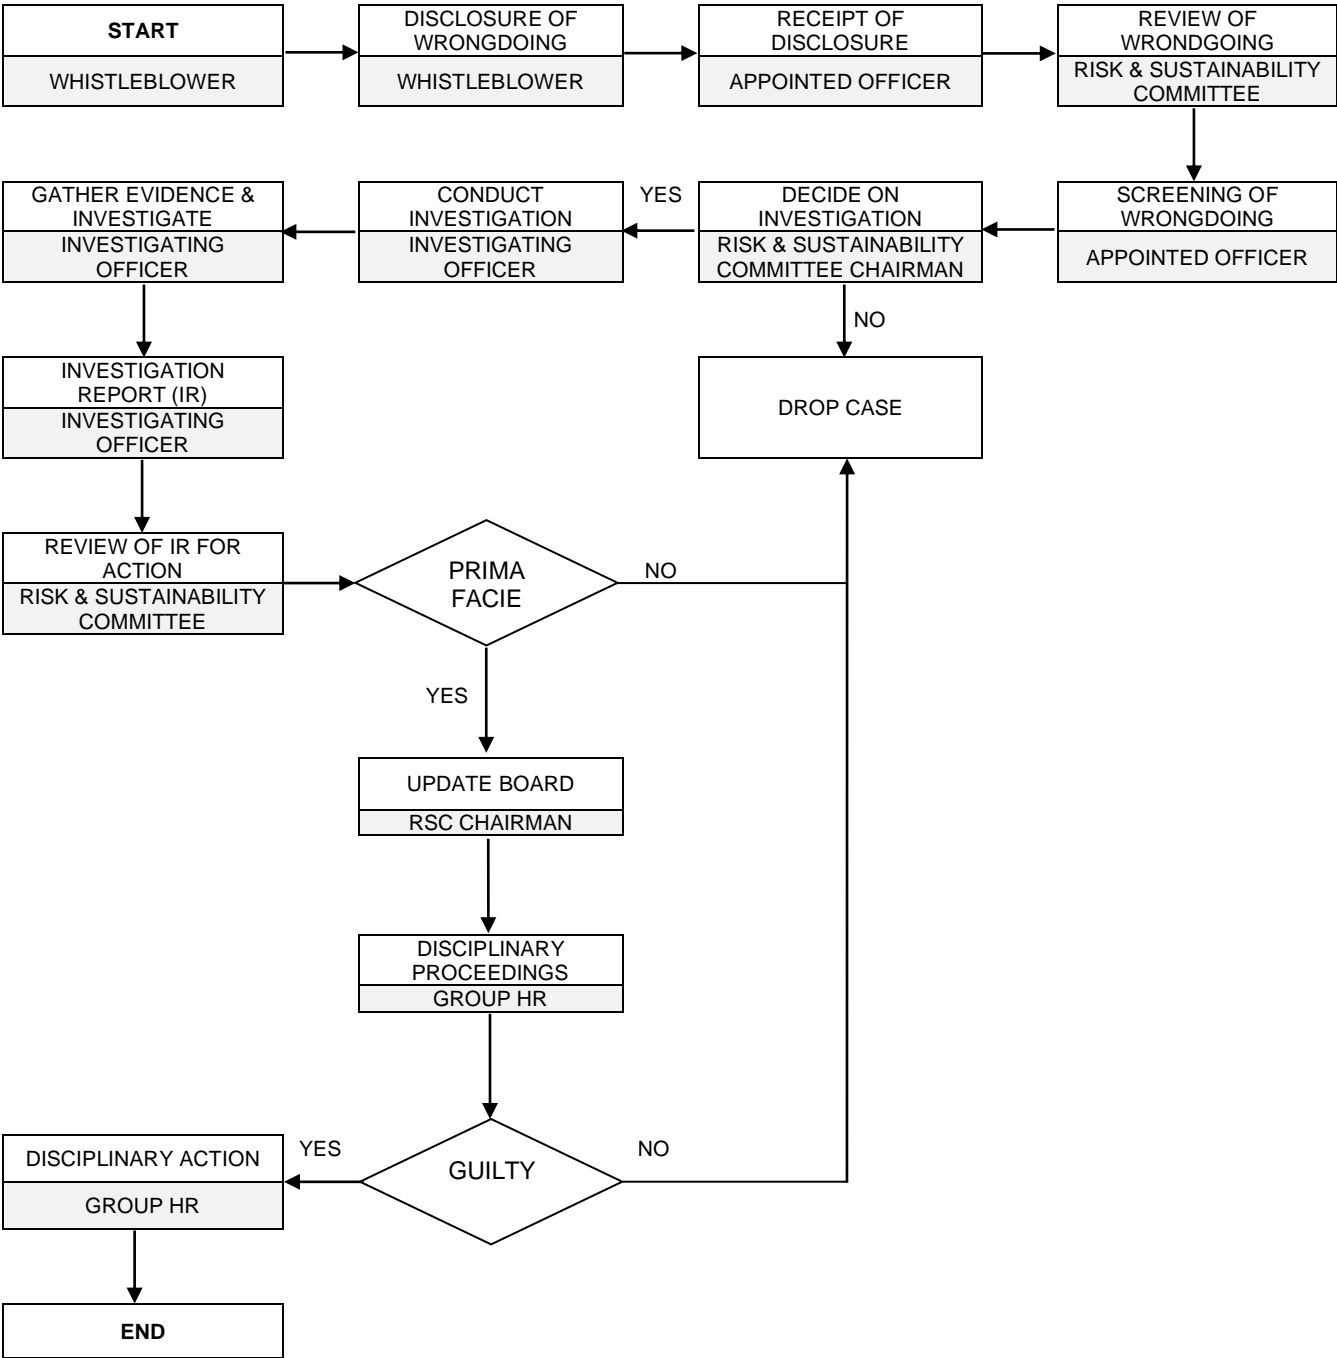 START
WHISTLEBLOWER
DISCLOSURE OF
WRONGDOING
WHISTLEBLOWER
RECEIPT OF
DISCLOSURE
APPOINTED OFFICER
REVIEW OF
WRONDGOING
RISK & SUSTAINABILITY
COMMITTEE
SCREENING OF
WRONGDOING
APPOINTED OFFICER
DECIDE ON
INVESTIGATION
RISK & SUSTAINABILITY
COMMITTEE CHAIRMAN
YES
NO
CONDUCT
INVESTIGATION
INVESTIGATING
OFFICER
GATHER EVIDENCE &
INVESTIGATE
INVESTIGATING
OFFICER
DROP CASE
INVESTIGATION
REPORT (IR)
INVESTIGATING
OFFICER
REVIEW OF IR FOR
ACTION
RISK & SUSTAINABILITY
COMMITTEE
PRIMA
FACIE
NO
YES
UPDATE BOARD
RSC CHAIRMAN
DISCIPLINARY
PROCEEDINGS
GROUP HR
GUILTY
NO
YES
DISCIPLINARY ACTION
GROUP HR
END